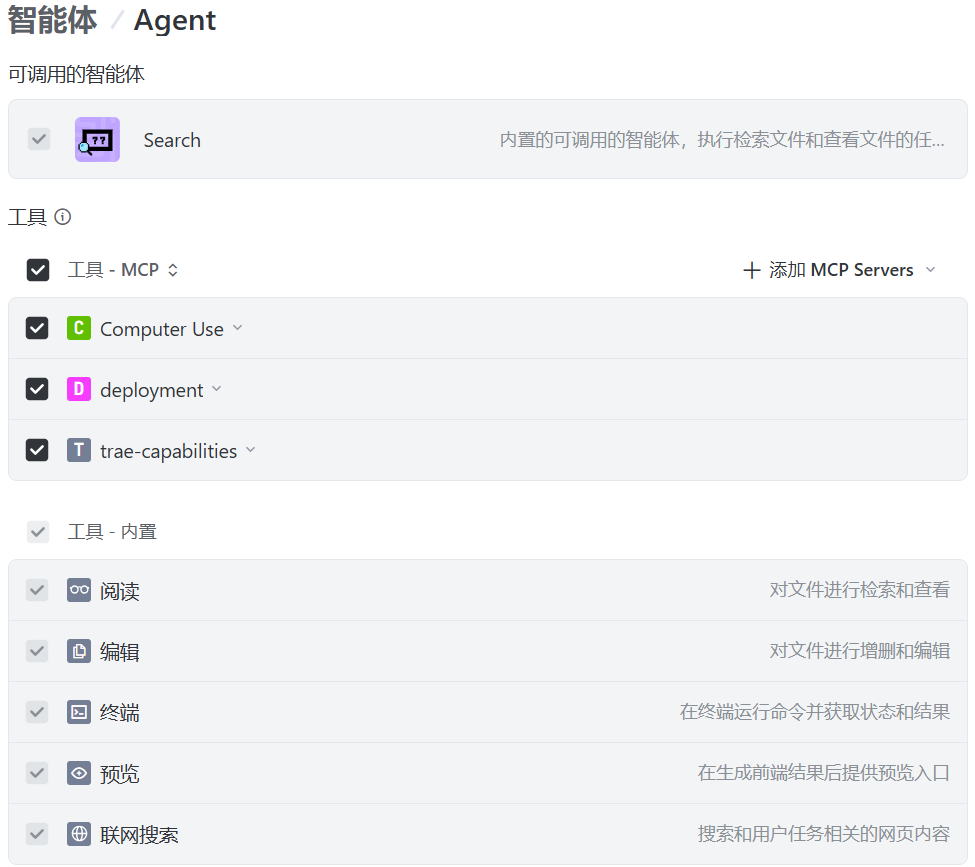 智能体 / Agent
可调用的智能体
Search 内置的可调用的智能体，执行检索文件和查看文件的任...
工具
工具 - MCP 添加 MCP Servers
C Computer Use
D deployment
T trae-capabilities
工具 - 内置
阅读 对文件进行检索和查看
编辑 对文件进行增删和编辑
终端 在终端运行命令并获取状态和结果
预览 在生成前端结果后提供预览入口
联网搜索 搜索和用户任务相关的网页内容